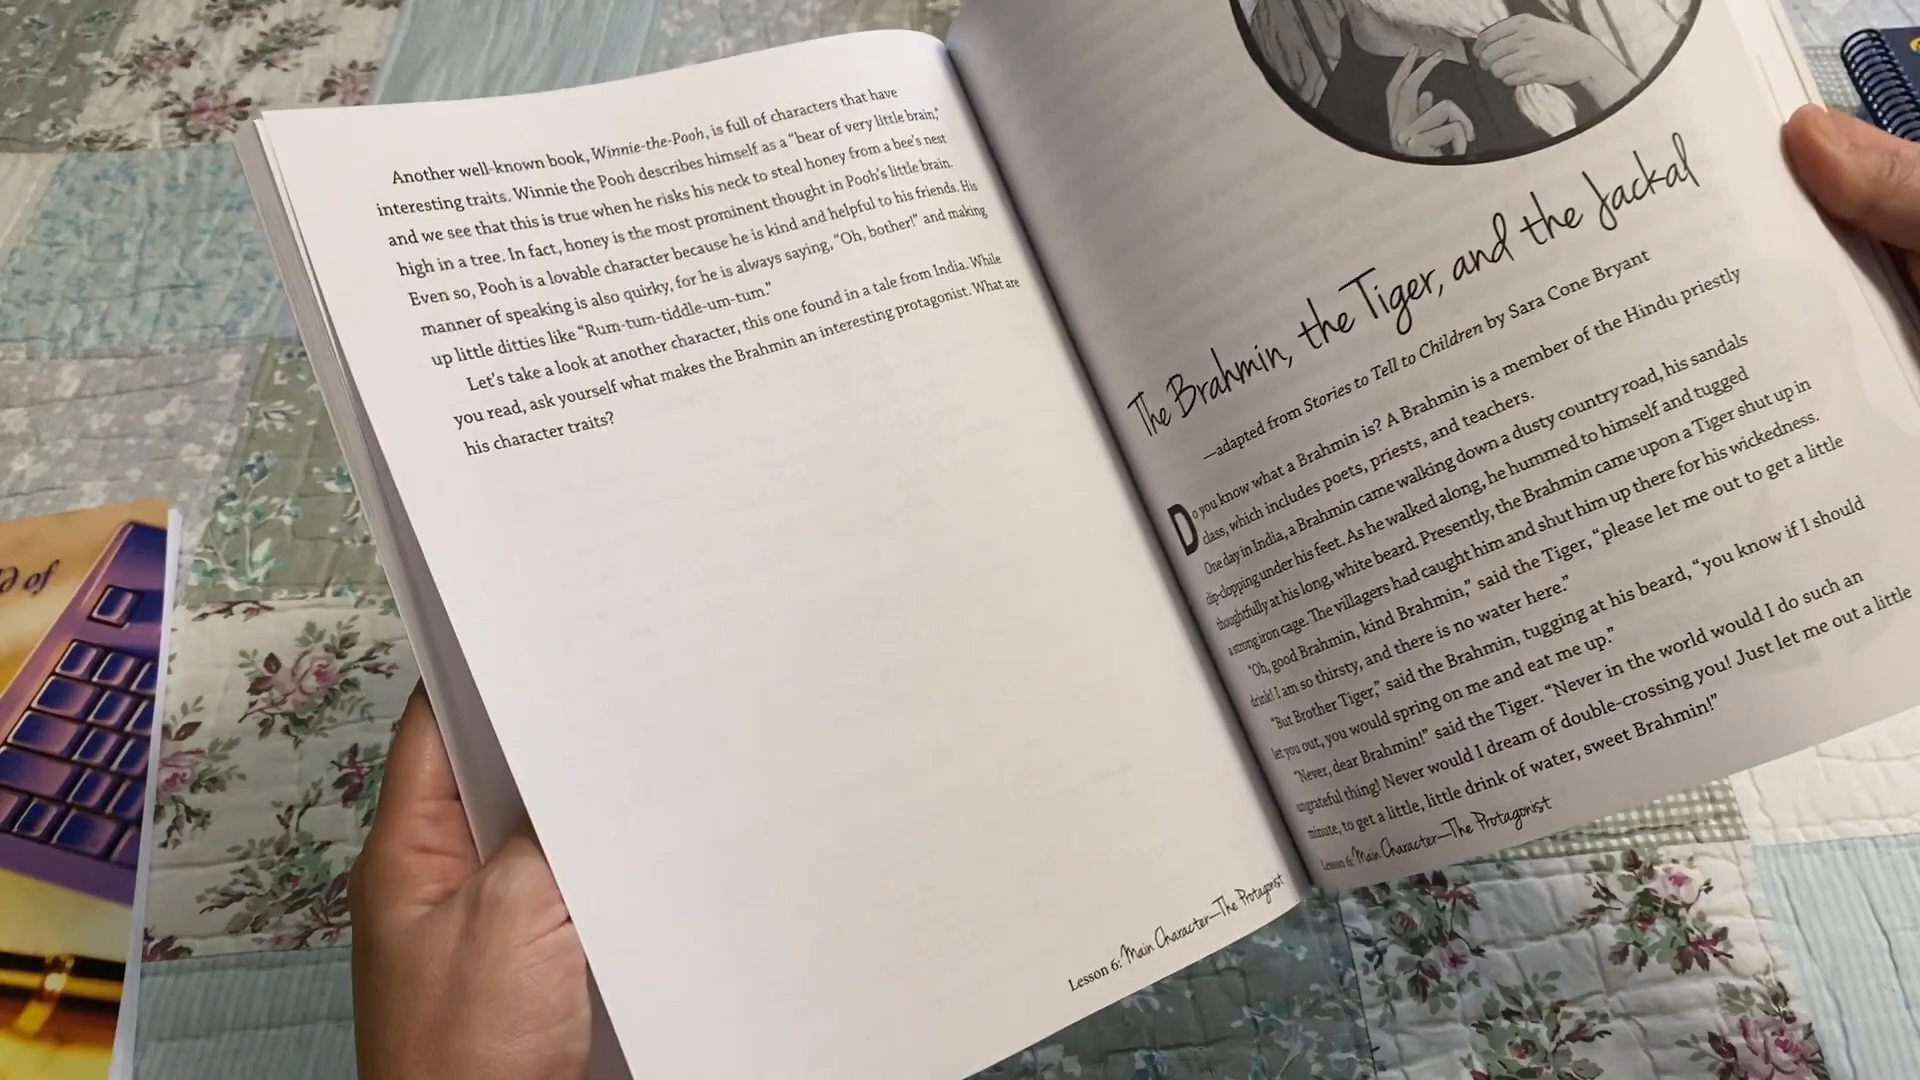 Another well-known book, Winnie-the-Pooh, is full of characters that have
interesting traits. Winnie the Pooh describes himself as a “bear of very little brain,”
and we see that this is true when he risks his neck to steal honey from a bee’s nest
high in a tree. In fact, honey is the most prominent thought in Pooh’s little brain.
Even so, Pooh is a lovable character because he is kind and helpful to his friends. His
manner of speaking is also quirky, for he is always saying, “Oh, bother!” and making
up little ditties like “Rum-tum-tiddle-um-tum.”
Let’s take a look at another character, this one found in a tale from India. While
you read, ask yourself what makes the Brahmin an interesting protagonist. What are
his character traits?
Lesson 6: Main Character—The Protagonist
The Brahmin, the Tiger, and the Jackal
—adapted from Stories to Tell to Children by Sara Cone Bryant
Do you know what a Brahmin is? A Brahmin is a member of the Hindu priestly
class, which includes poets, priests, and teachers.
One day in India, a Brahmin came walking down a dusty country road, his sandals
clip-clopping under his feet. As he walked along, he hummed to himself and tugged
thoughtfully at his long, white beard. Presently, the Brahmin came upon a Tiger shut up in
a strong iron cage. The villagers had caught him and shut him up there for his wickedness.
“Oh, good Brahmin, kind Brahmin,” said the Tiger, “please let me out to get a little
drink! I am so thirsty, and there is no water here.”
“But Brother Tiger,” said the Brahmin, tugging at his beard, “you know if I should
let you out, you would spring on me and eat me up.”
“Never, dear Brahmin!” said the Tiger. “Never in the world would I do such an
ungrateful thing! Never would I dream of double-crossing you! Just let me out a little
minute, to get a little, little drink of water, sweet Brahmin!”
Lesson 6: Main Character—The Protagonist
of